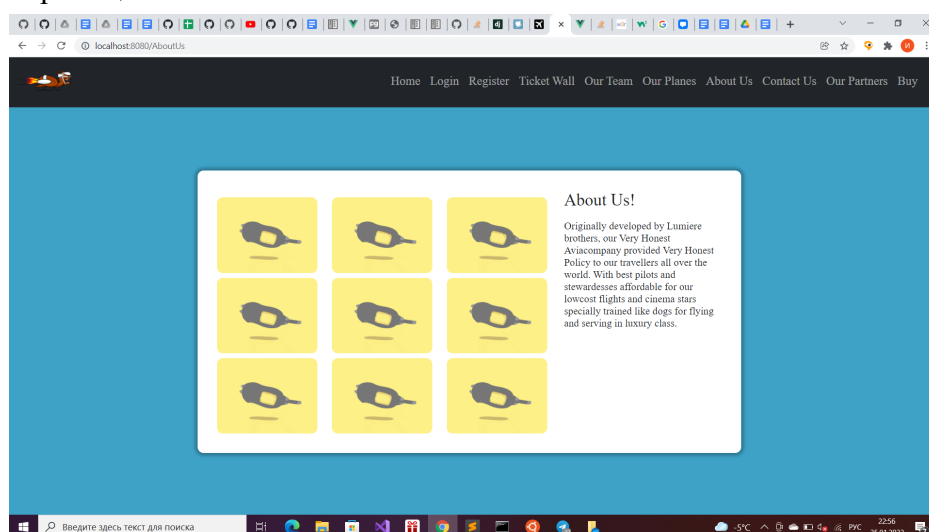 localhost:8080/AboutUs
Home Login Register Ticket Wall Our Team Our Planes About Us Contact Us Our Partners Buy
About Us!
Originally developed by Lumiere
brothers, our Very Honest
Aviacompany provided Very Honest
Policy to our travellers all over the
world. With best pilots and
stewardesses affordable for our
lowcost flights and cinema stars
specially trained like dogs for flying
and serving in luxury class.
Введите здесь текст для поиска
-5°C
РУС
22:56